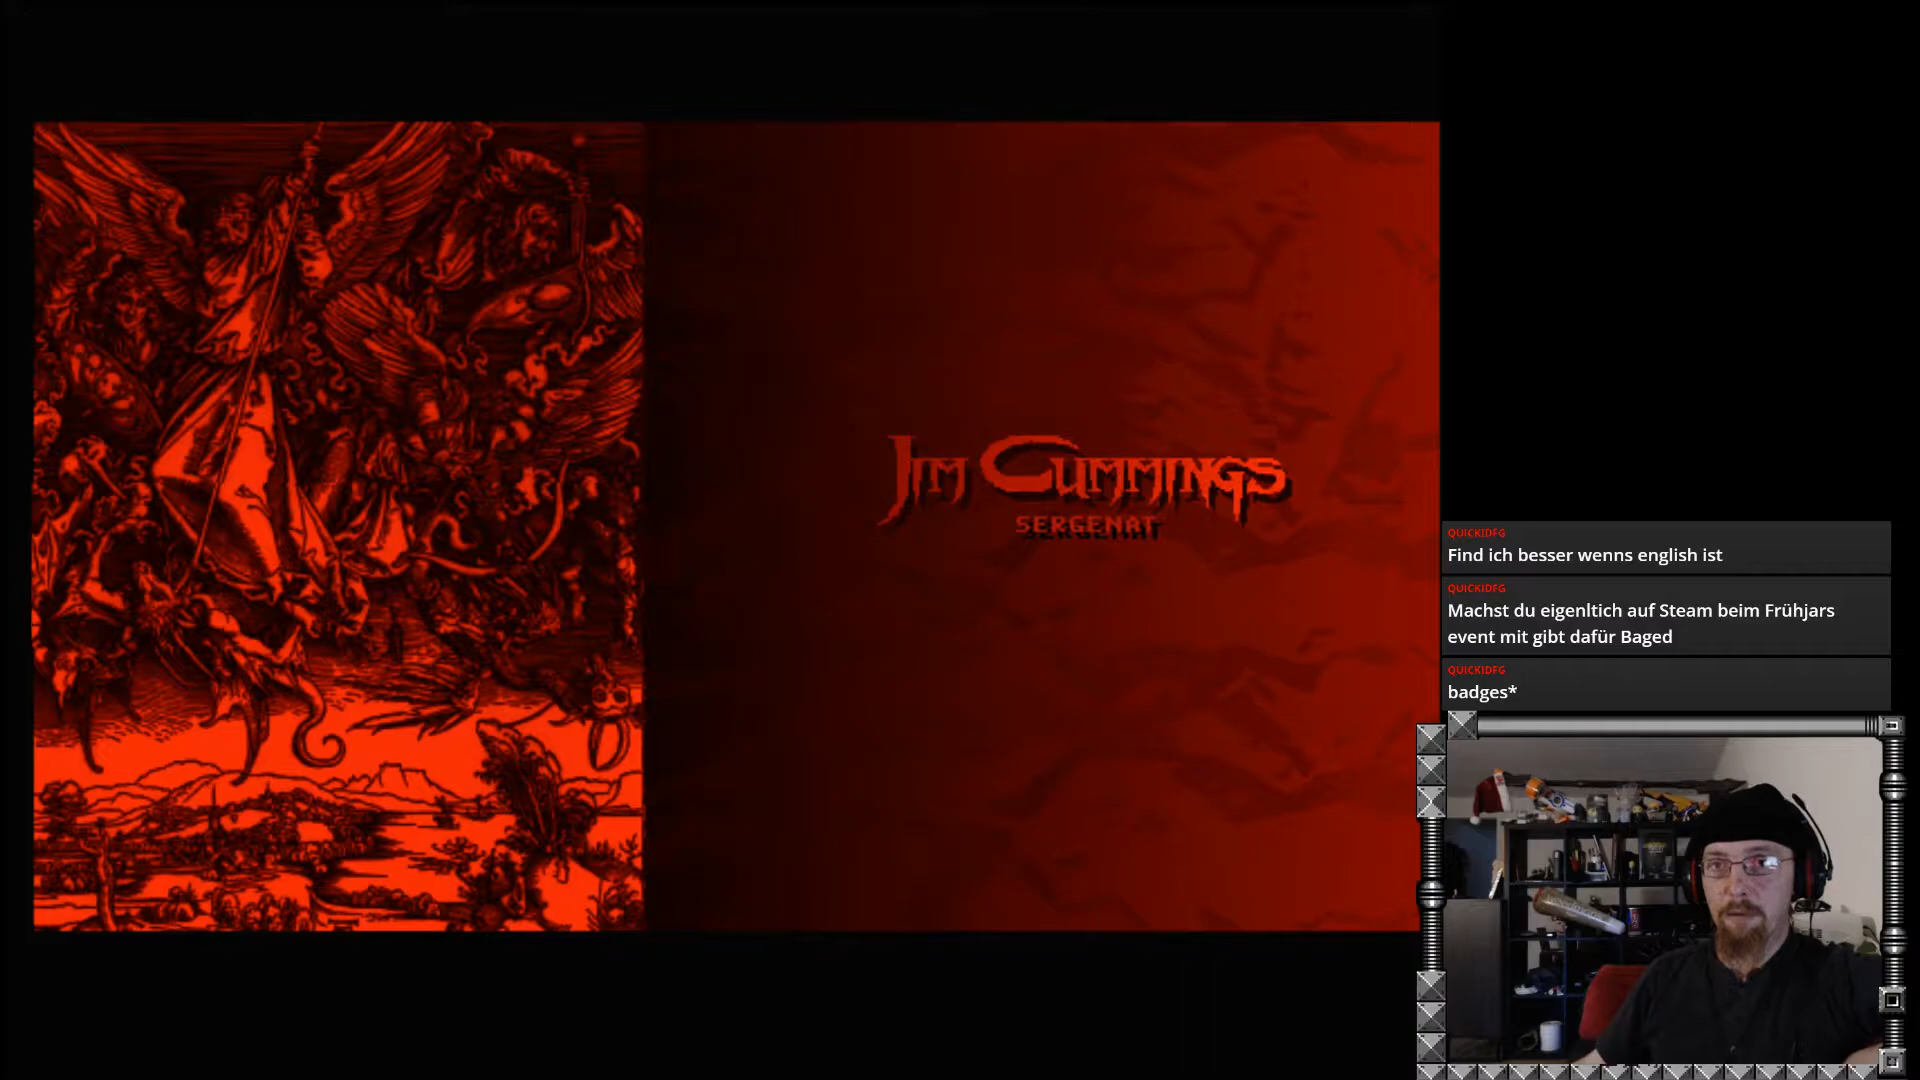 Jim Cummings
SERGENAT
QUICKIDFG
Find ich besser wenns english ist
QUICKIDFG
Machst du eigenltich auf Steam beim Frühjars
event mit gibt dafür Baged
QUICKIDFG
badges*